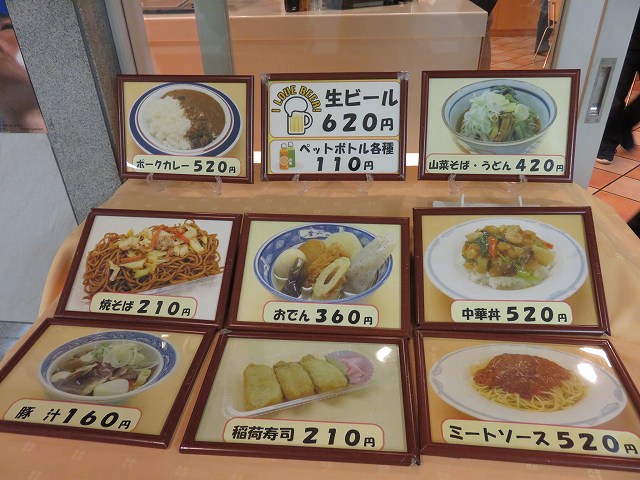 ポークカレー 520円
I LOVE BEER!
生ビール
620円
ペットボトル各種
110円
山菜そば・うどん 420円
焼そば 210円
おでん 360円
中華丼 520円
豚汁 160円
稲荷寿司 210円
ミートソース 520円